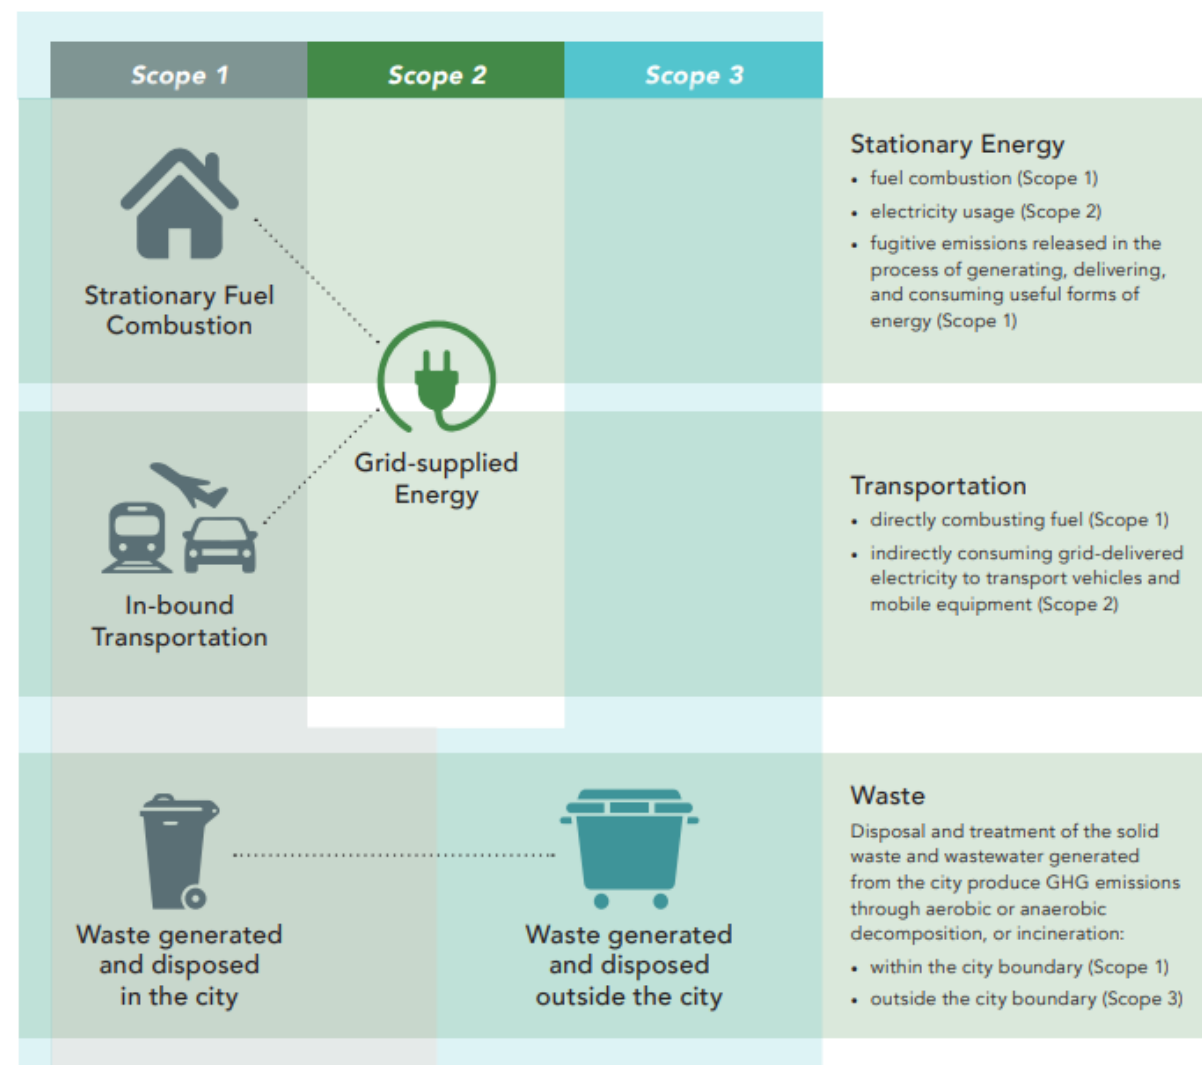 Scope 1
Scope 2
Scope 3
Strationary Fuel
Combustion
Grid-supplied
Energy
Stationary Energy
• fuel combustion (Scope 1)
• electricity usage (Scope 2)
• fugitive emissions released in the
process of generating, delivering,
and consuming useful forms of
energy (Scope 1)
In-bound
Transportation
Transportation
• directly combusting fuel (Scope 1)
• indirectly consuming grid-delivered
electricity to transport vehicles and
mobile equipment (Scope 2)
Waste generated
and disposed
in the city
Waste generated
and disposed
outside the city
Waste
Disposal and treatment of the solid
waste and wastewater generated
from the city produce GHG emissions
through aerobic or anaerobic
decomposition, or incineration:
• within the city boundary (Scope 1)
• outside the city boundary (Scope 3)